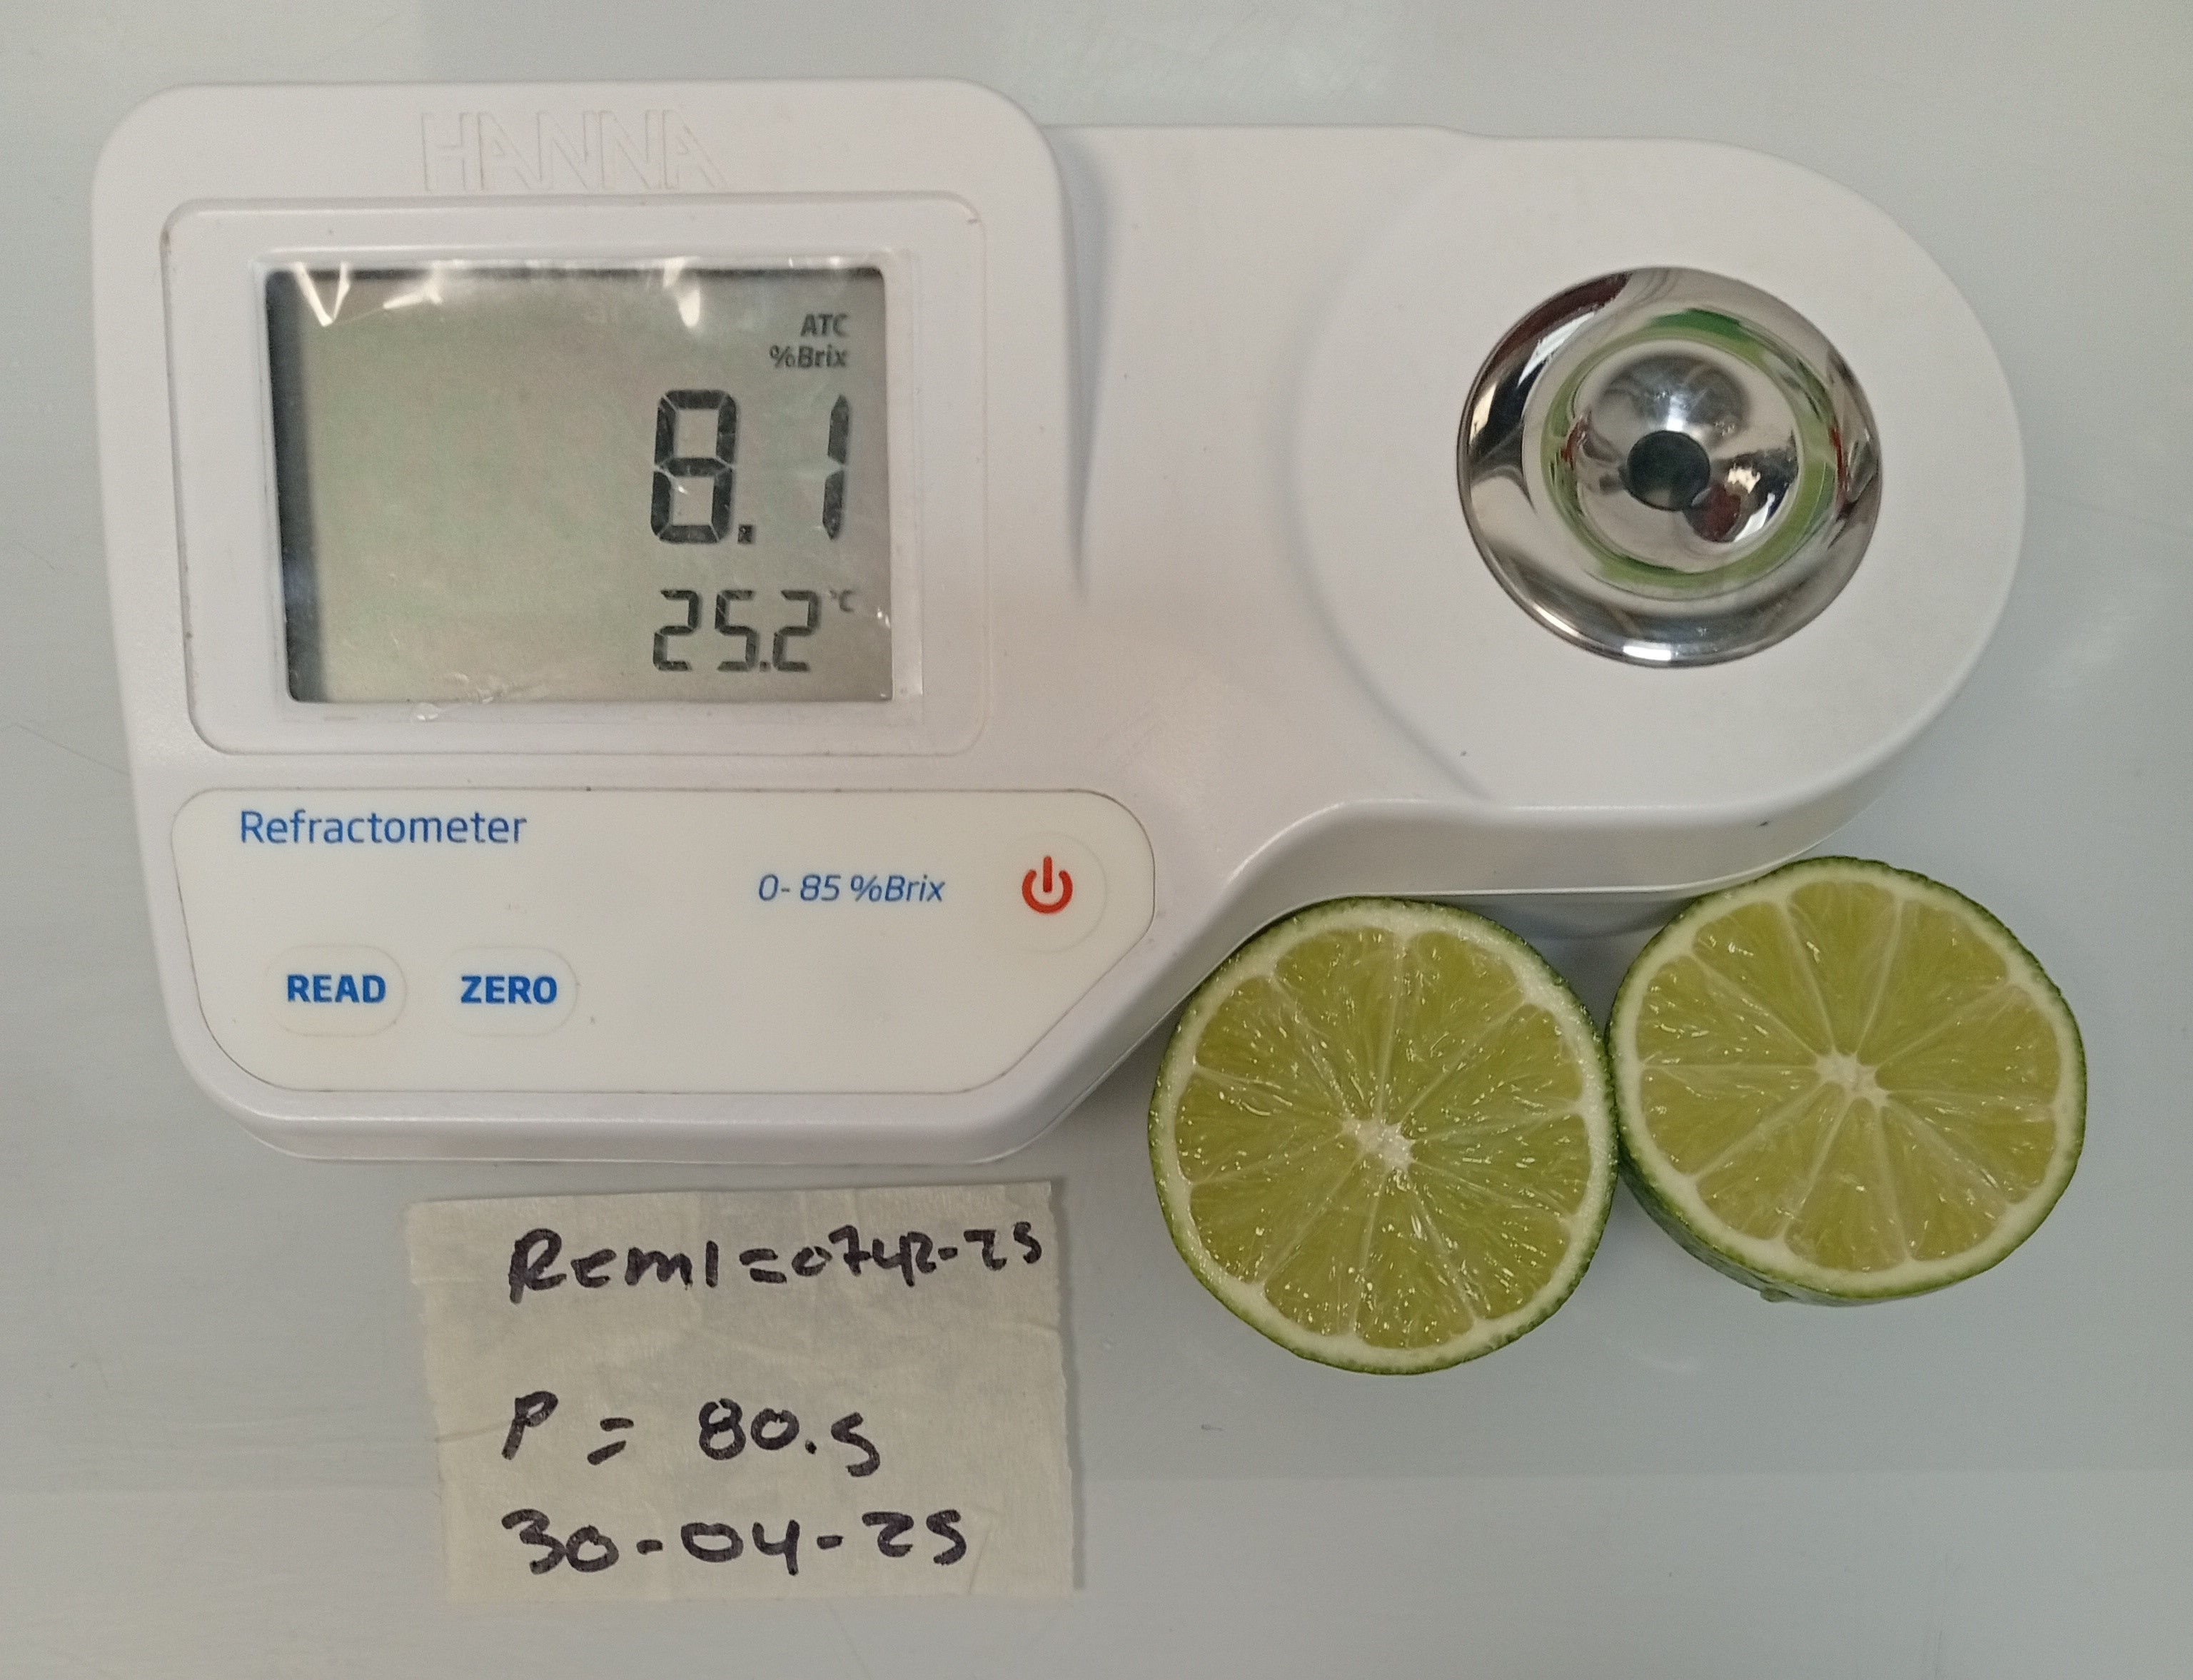 HANNA
ATC
%Brix
8.1
25.2 °C
Refractometer
0-85 %Brix
READ ZERO
Remi=0742-25
P = 80.5
30-04-25